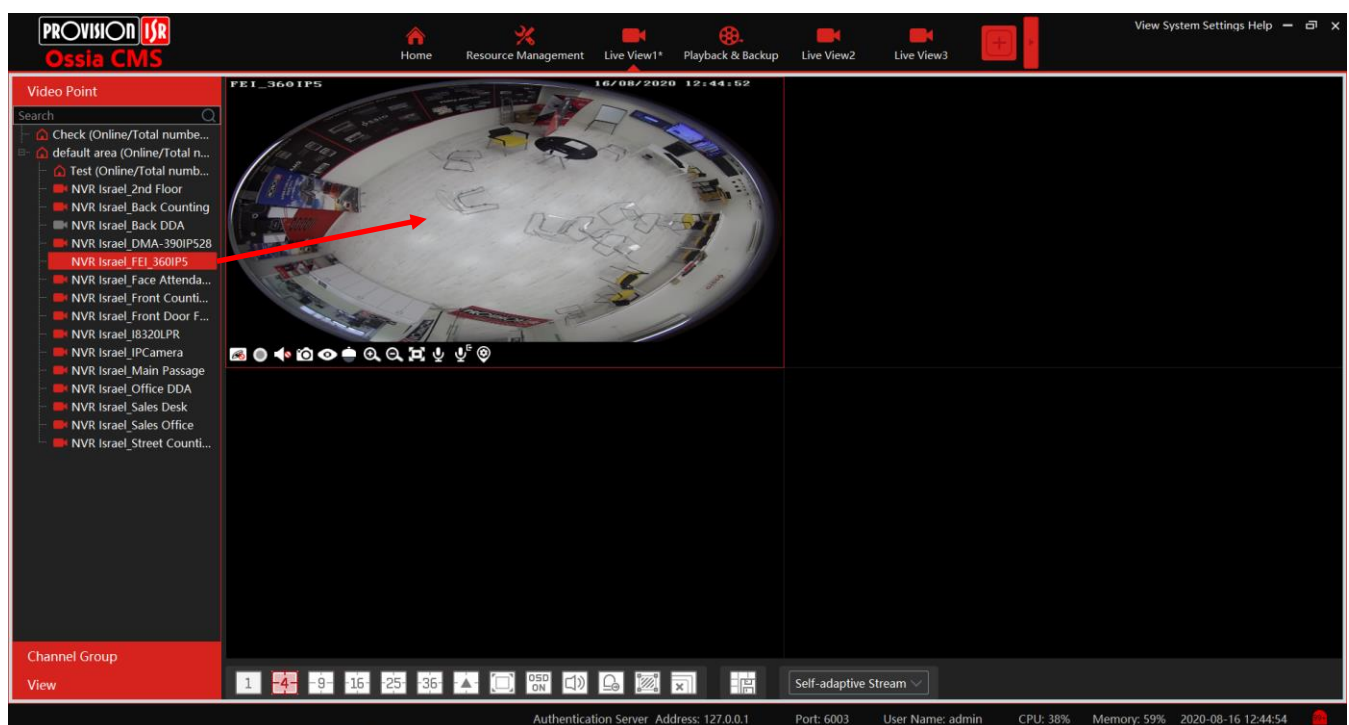 PROVISION ISR
Ossia CMS
Home
Resource Management
Live View1*
Playback & Backup
Live View2
Live View3
View System Settings Help
Video Point
Search
Check (Online/Total numbe...
default area (Online/Total n...
Test (Online/Total numb...
NVR Israel_2nd Floor
NVR Israel_Back Counting
NVR Israel_Back DDA
NVR Israel_DMA-390IP528
NVR Israel_FEI_360IP5
NVR Israel_Face Attenda...
NVR Israel_Front Counti...
NVR Israel_Front Door F...
NVR Israel_I8320LPR
NVR Israel_IPCamera
NVR Israel_Main Passage
NVR Israel_Office DDA
NVR Israel_Sales Desk
NVR Israel_Sales Office
NVR Israel_Street Counti...
Channel Group
View
FEI_360IP5
16/08/2020 12:44:52
1
4
9
16
25
36
OSD
ON
Self-adaptive Stream
Authentication Server Address: 127.0.0.1
Port: 6003
User Name: admin
CPU: 38%
Memory: 59%
2020-08-16 12:44:54